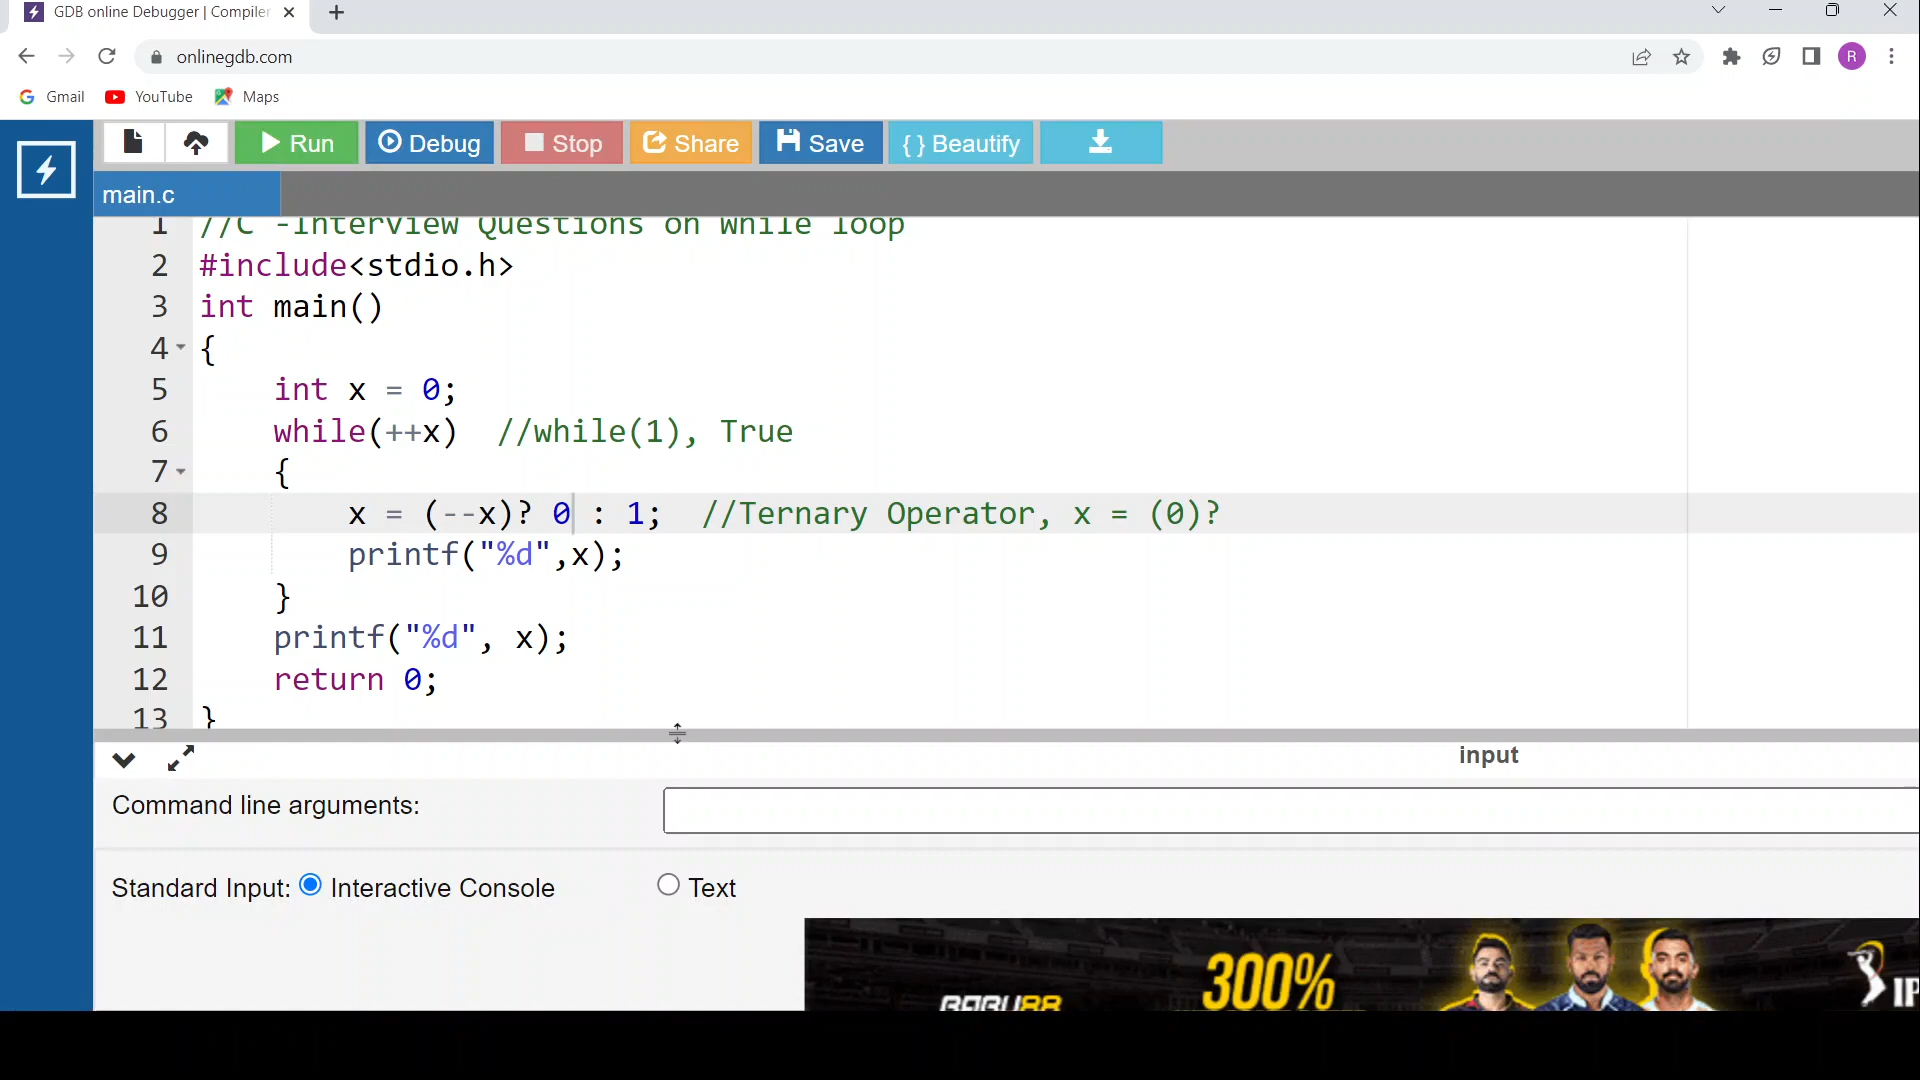 GDB online Debugger | Compiler
onlinegdb.com
R
Gmail YouTube Maps
Run Debug Stop Share Save { } Beautify
main.c
1 //C -Interview Questions on while loop
2 #include<stdio.h>
3 int main()
4 {
5 int x = 0;
6 while(++x) //while(1), True
7 {
8 x = (--x)? 0 : 1; //Ternary Operator, x = (0)?
9 printf("%d",x);
10 }
11 printf("%d", x);
12 return 0;
13 }
input
Command line arguments:
Standard Input: Interactive Console Text
BABU88 300% IP